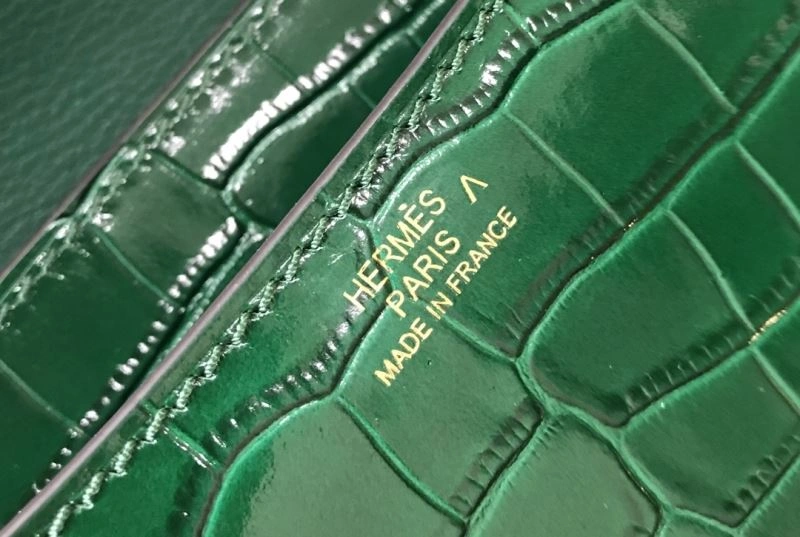 HERMÈS Λ
PARIS
MADE IN FRANCE